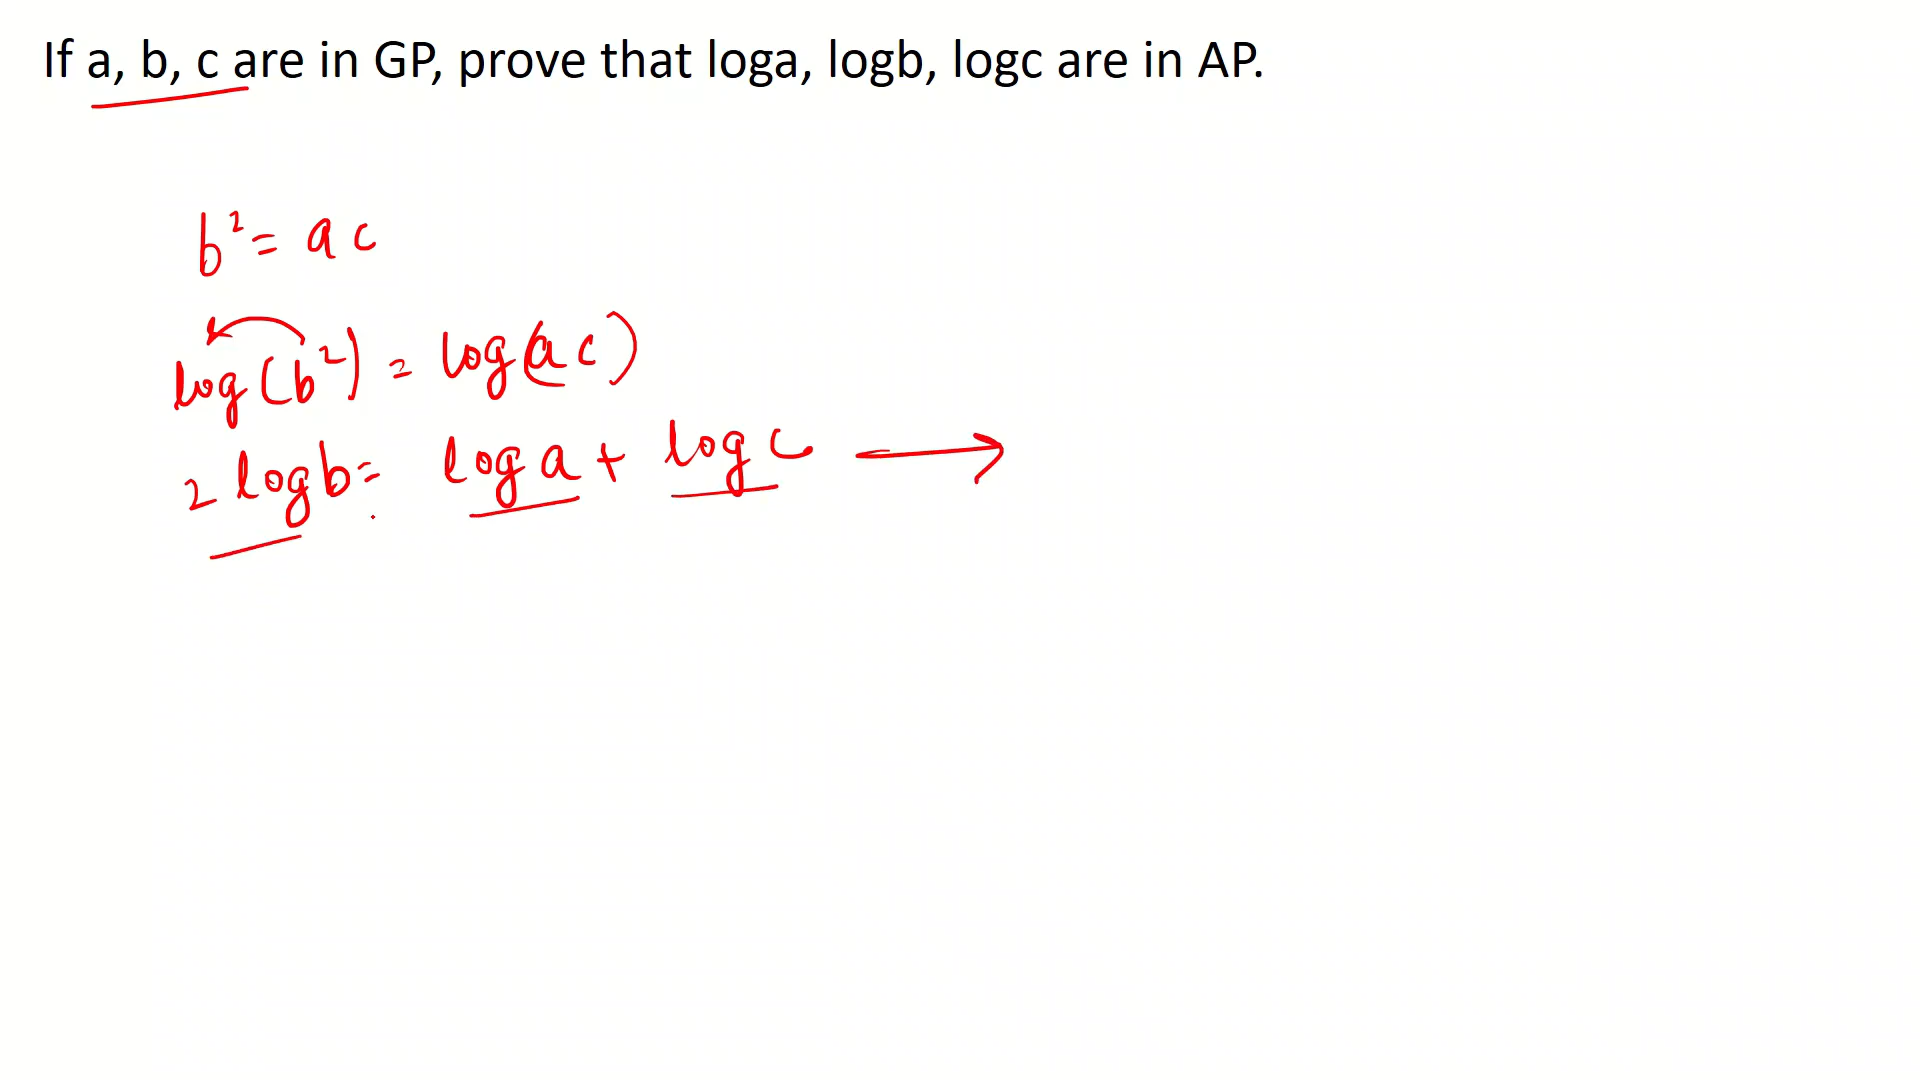 If a, b, c are in GP, prove that loga, logb, logc are in AP.
b² = ac
log(b²) = log(ac)
2 log b = log a + log c →